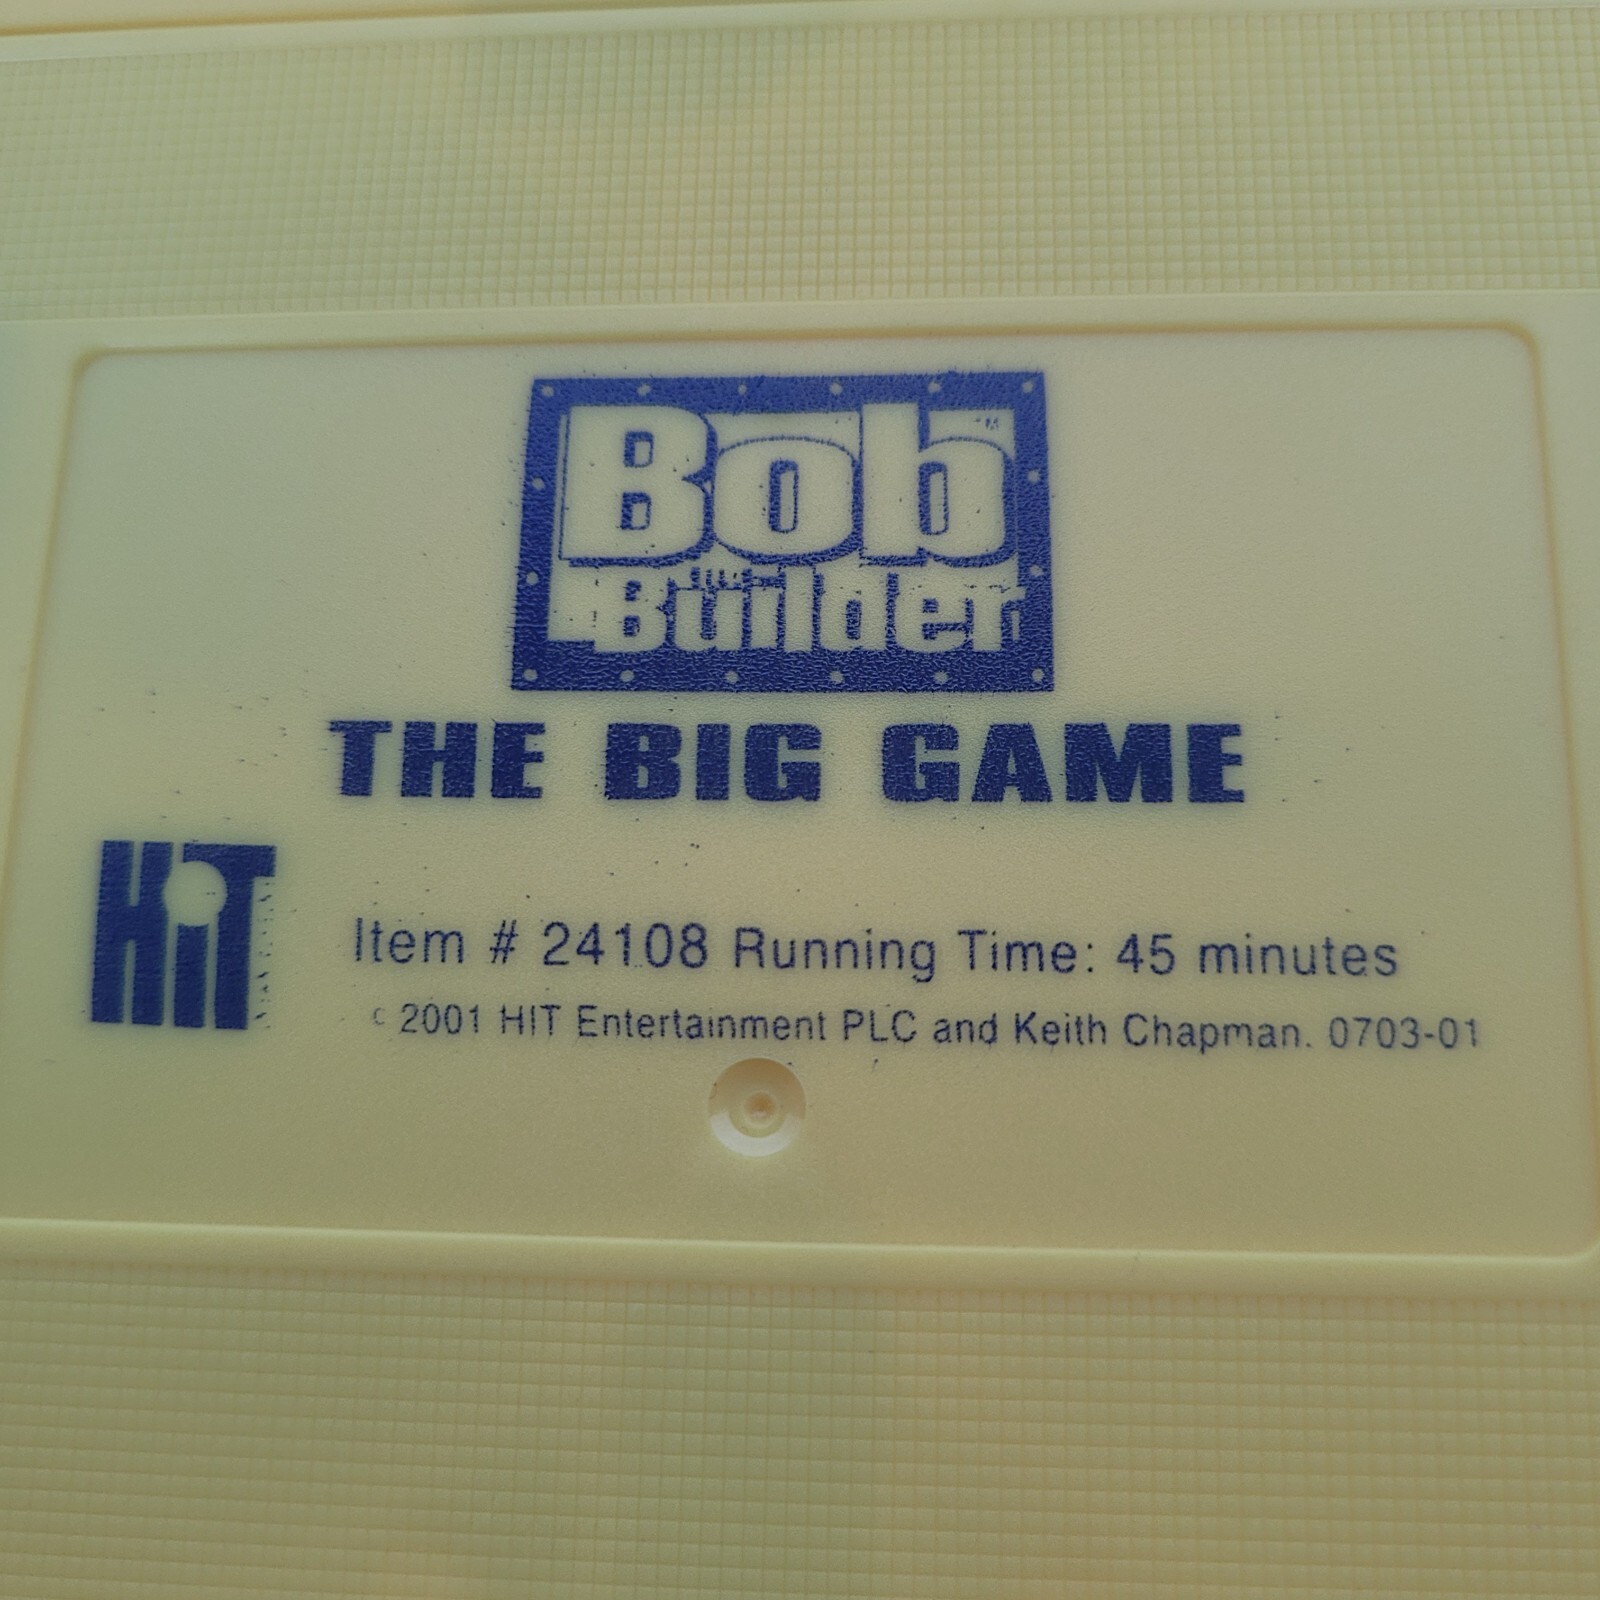 Bob
the
Builder
™
THE BIG GAME
HiT
Item # 24108 Running Time: 45 minutes
© 2001 HIT Entertainment PLC and Keith Chapman. 0703-01